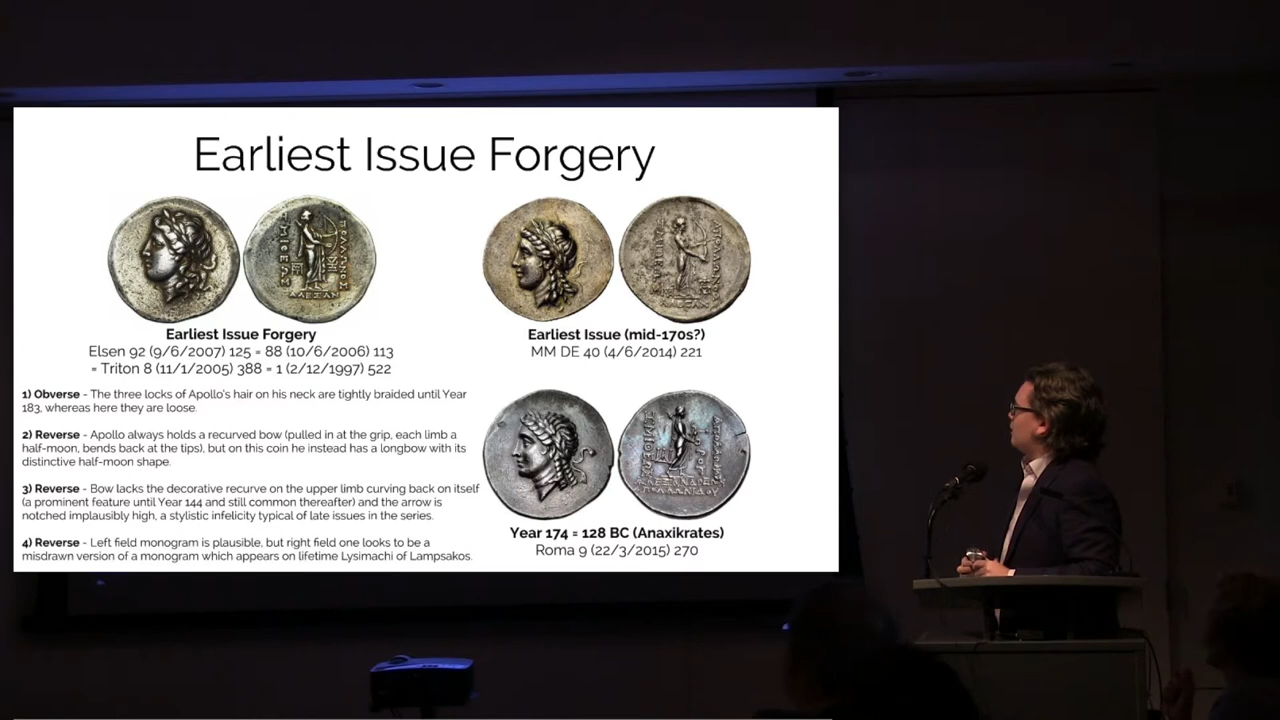 Earliest Issue Forgery
Earliest Issue Forgery
Elsen 92 (9/6/2007) 125 = 88 (10/6/2006) 113
= Triton 8 (11/1/2005) 388 = 1 (2/12/1997) 522
1) Obverse - The three locks of Apollo's hair on his neck are tightly braided until Year
183, whereas here they are loose.
2) Reverse - Apollo always holds a recurved bow (pulled in at the grip, each limb a
half-moon, bends back at the tips), but on this coin he instead has a longbow with its
distinctive half-moon shape.
3) Reverse - Bow lacks the decorative recurve on the upper limb curving back on itself
(a prominent feature until Year 144 and still common thereafter) and the arrow is
notched implausibly high, a stylistic infelicity typical of late issues in the series.
4) Reverse - Left field monogram is plausible, but right field one looks to be a
misdrawn version of a monogram which appears on lifetime Lysimachi of Lampsakos.
Earliest Issue (mid-170s?)
MM DE 40 (4/6/2014) 221
Year 174 = 128 BC (Anaxikrates)
Roma 9 (22/3/2015) 270